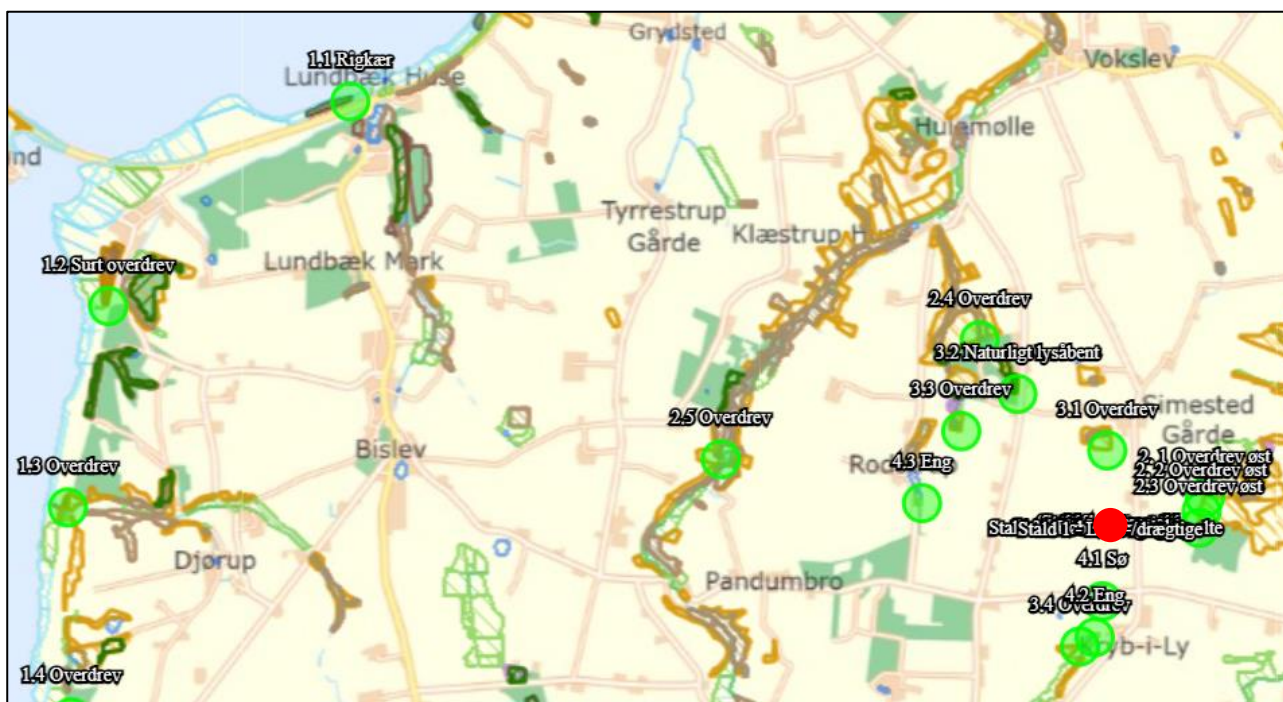 Grydsted
Vokslev
1.1 Rigkær
Lundbæk Huse
Hulemølle
Tyrrestrup
Gårde
Klæstrup
1.2 Surt overdrev
Lundbæk Mark
2.4 Overdrev
3.2 Naturligt lysåbent
3.3 Overdrev
3.1 Overdrev
Simested
Gårde
2.5 Overdrev
Bislev
4.3 Eng
2.1 Overdrev øst
2.2 Overdrev øst
2.3 Overdrev øst
1.3 Overdrev
Djørup
4.1 Sø
Pandumbro
4.2 Eng
3.4 Overdrev
1.4 Overdrev